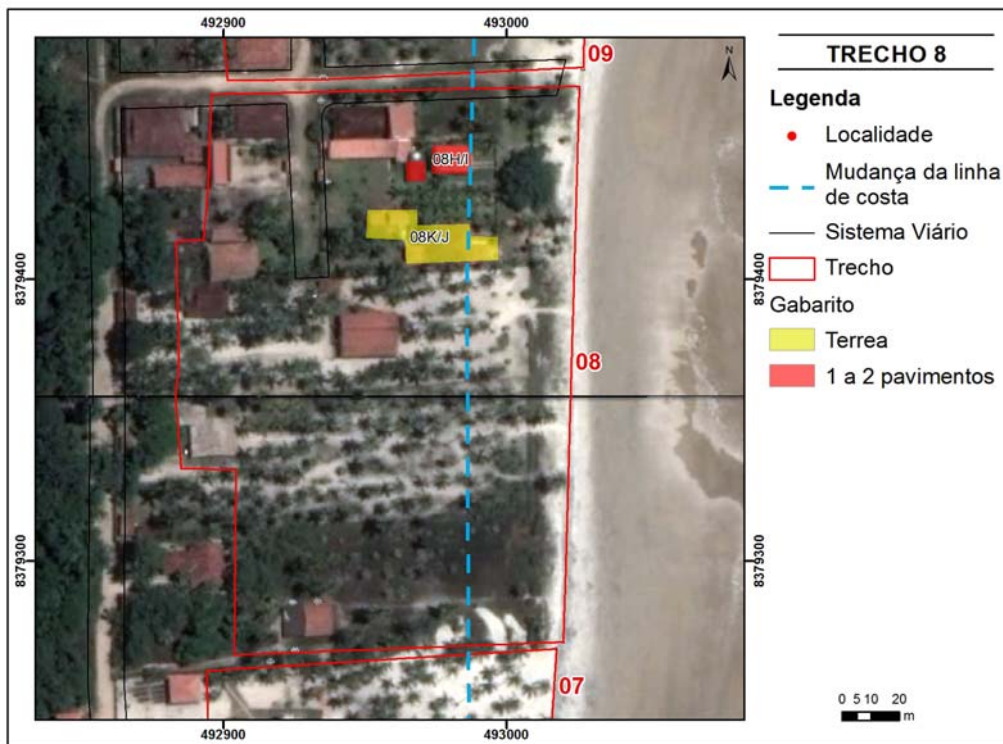 492900
493000
09
TRECHO 8
N
Legenda
Localidade
08H/I
Mudança da linha
de costa
08K/J
Sistema Viário
8379400
8379400
Trecho
Gabarito
Terrea
08
1 a 2 pavimentos
8379300
8379300
07
0 5 10 20
m
492900
493000